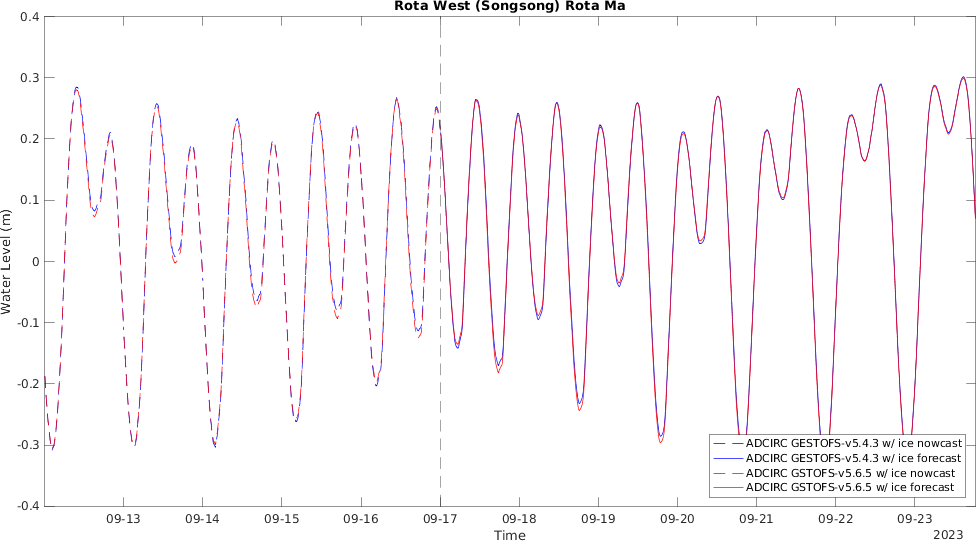 Rota West (Songsong) Rota Ma
0.4
0.3
0.2
0.1
0
-0.1
-0.2
-0.3
-0.4
Water Level (m)
ADCIRC GESTOFS-v5.4.3 w/ ice nowcast
ADCIRC GESTOFS-v5.4.3 w/ ice forecast
ADCIRC GSTOFS-v5.6.5 w/ ice nowcast
ADCIRC GSTOFS-v5.6.5 w/ ice forecast
09-13 09-14 09-15 09-16 09-17 09-18 09-19 09-20 09-21 09-22 09-23
Time
2023